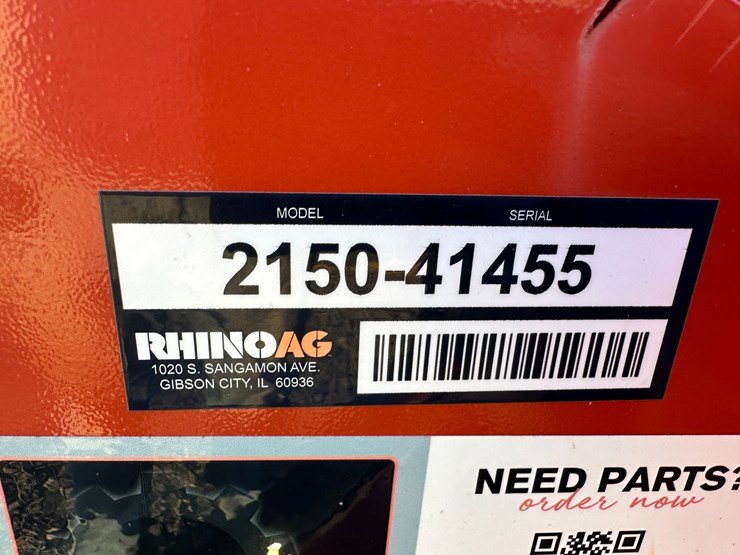 MODEL SERIAL
2150-41455
RHINOAG
1020 S. SANGAMON AVE.
GIBSON CITY, IL 60936
NEED PARTS?
order now